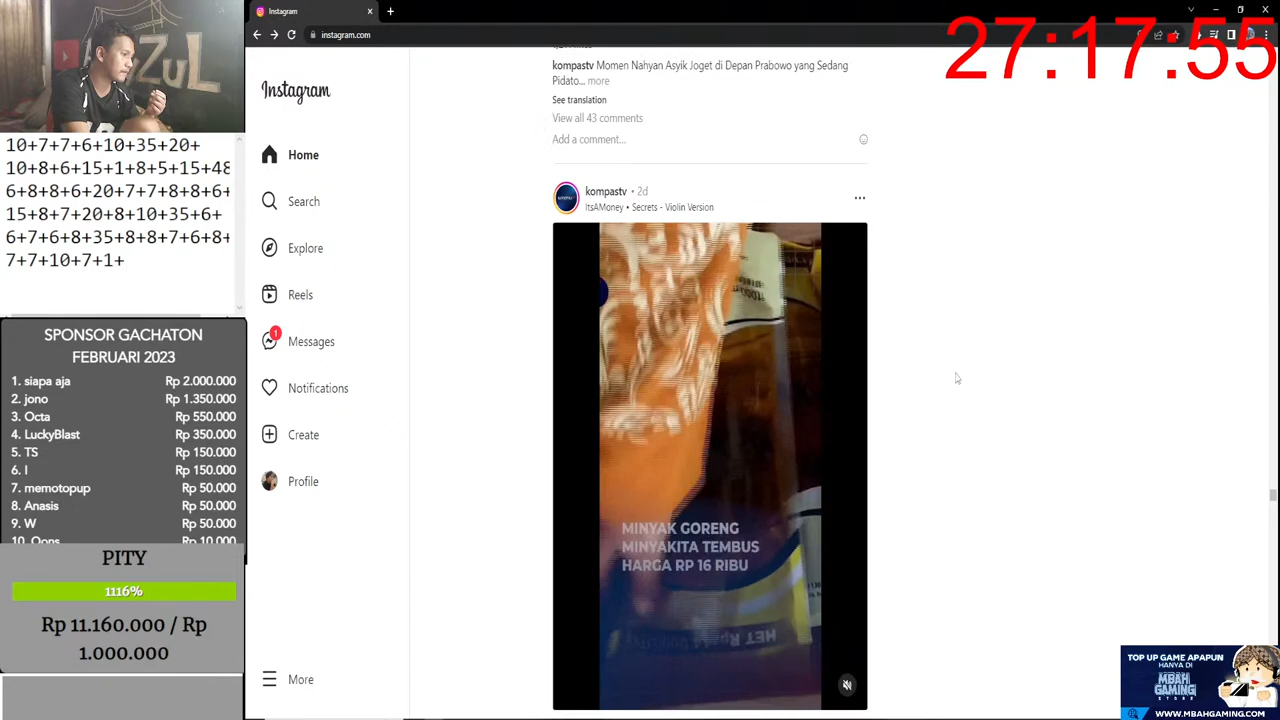 Instagram
instagram.com
27:17:55
ZUL
10+7+7+6+10+35+20+
10+8+6+15+1+8+5+15+48
6+8+8+6+20+7+7+8+8+6+
15+8+7+20+8+10+35+6+
6+7+6+8+35+8+8+7+6+8+
7+7+10+7+1+
SPONSOR GACHATON
FEBRUARI 2023
1. siapa aja Rp 2.000.000
2. jono Rp 1.350.000
3. Octa Rp 550.000
4. LuckyBlast Rp 350.000
5. TS Rp 150.000
6. I Rp 150.000
7. memotopup Rp 50.000
8. Anasis Rp 50.000
9. W Rp 50.000
10. Oons Rp 10.000
PITY
1116%
Rp 11.160.000 / Rp
1.000.000
Instagram
Home
Search
Explore
Reels
1
Messages
Notifications
Create
Profile
More
kompastv Momen Nahyan Asyik Joget di Depan Prabowo yang Sedang
Pidato... more
See translation
View all 43 comments
Add a comment...
kompastv • 2d
ItsAMoney • Secrets - Violin Version
MINYAK GORENG
MINYAKITA TEMBUS
HARGA RP 16 RIBU
TOP UP GAME APAPUN
HANYA DI
MBAH
GAMING
STORE
WWW.MBAHGAMING.COM